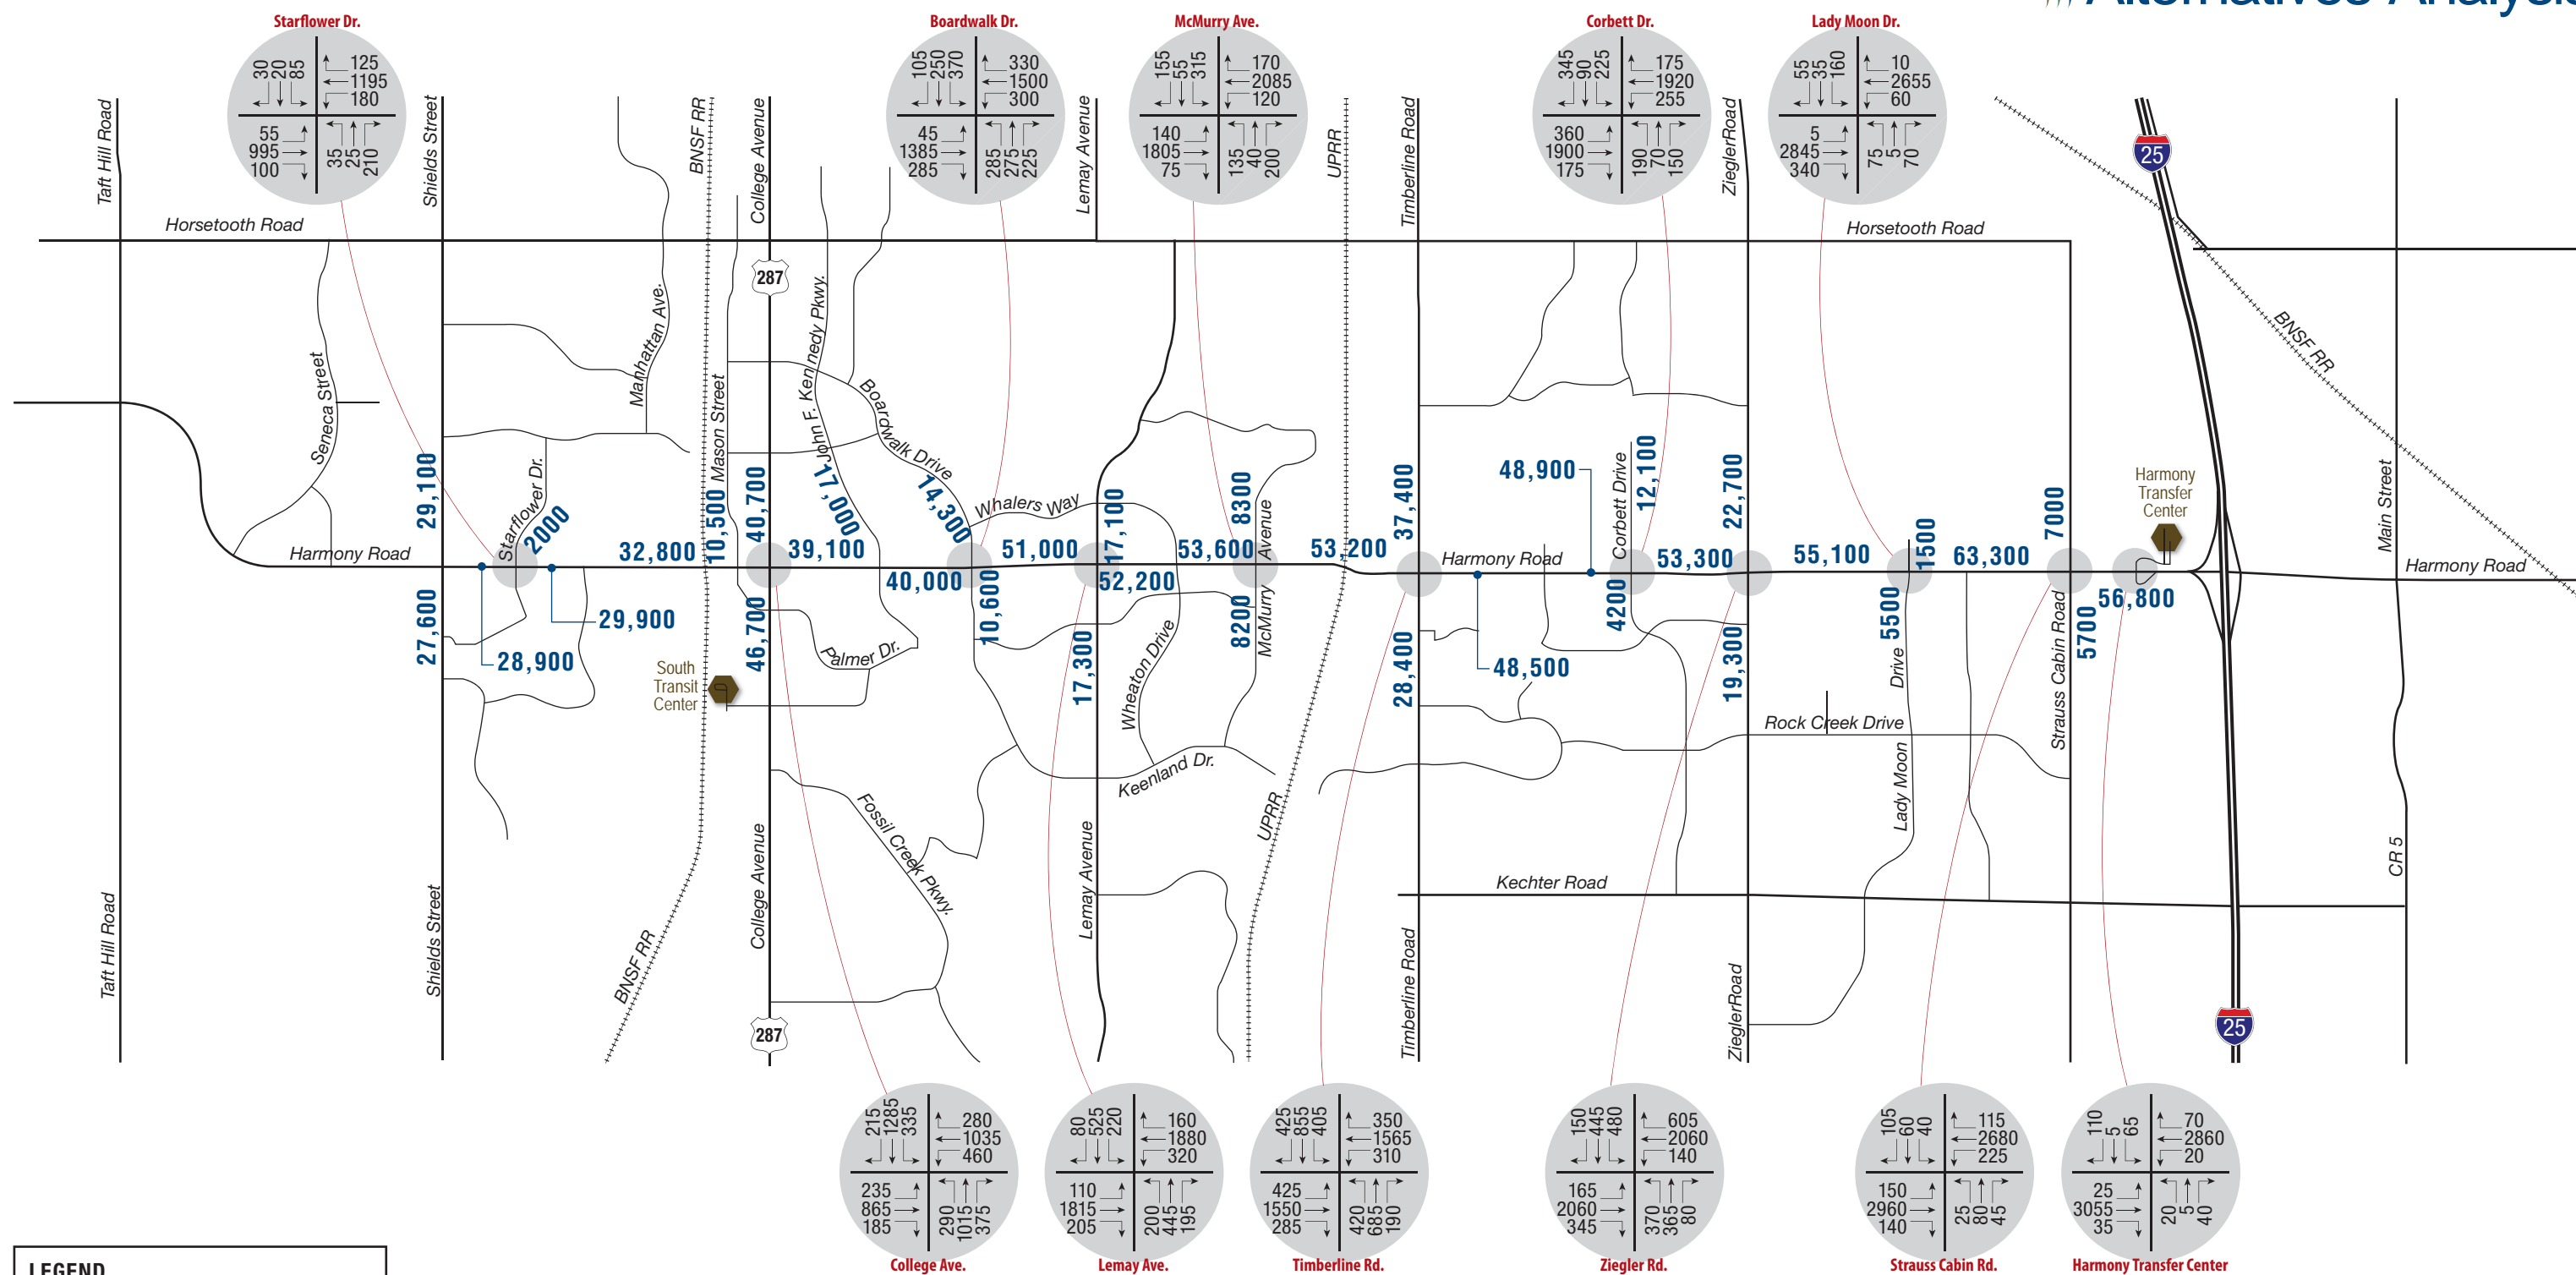 Alternatives Analysis
Starflower Dr.
30 20 85
125
1195
180
55
995
100
35 25 210
Boardwalk Dr.
105 250 370
330
1500
300
45
1385
285
285 275 225
McMurry Ave.
155 55 315
170
2085
120
140
1805
75
135 40 200
Corbett Dr.
345 90 225
175
1920
255
360
1900
175
190 70 150
Lady Moon Dr.
55 35 160
10
2655
60
5
2845
340
75 5 70
Taft Hill Road
Shields Street
BNSF RR
College Avenue
Lemay Avenue
UPRR
Timberline Road
ZieglerRoad
25
Horsetooth Road
Horsetooth Road
287
Seneca Street
Manhattan Ave.
Mason Street
John F. Kennedy Pkwy.
Boardwalk Drive
Whalers Way
BNSF RR
Main Street
Harmony
Transfer
Center
29,100
Starflower Dr.
2000
32,800
10,500
40,700
17,000
39,100
14,300
51,000
17,100
53,600
8300
Avenue
53,200
37,400
48,900
Corbett Drive
12,100
53,300
22,700
55,100
1500
63,300
7000
Harmony Road
Harmony Road
Harmony Road
27,600
28,900
29,900
46,700
40,000
10,600
52,200
17,300
8200
McMurry
28,400
48,500
4200
19,300
5500
Drive
Lady Moon
5700
56,800
Strauss Cabin Road
South
Transit
Center
Palmer Dr.
Wheaton Drive
Keenland Dr.
Rock Creek Drive
Fossil Creek Pkwy.
Kechter Road
UPRR
CR 5
Taft Hill Road
Shields Street
BNSF RR
College Avenue
Lemay Avenue
Timberline Road
ZieglerRoad
287
25
215 1285 335
280
1035
460
235
865
185
290 1015 375
College Ave.
80 525 220
160
1880
320
110
1815
205
200 445 195
Lemay Ave.
425 855 405
350
1565
310
425
1550
285
420 685 190
Timberline Rd.
150 445 480
605
2060
140
165
2060
345
370 365 80
Ziegler Rd.
105 60 40
115
2680
225
150
2960
140
25 80 45
Strauss Cabin Rd.
110 5 65
70
2860
20
25
3055
35
20 5 40
Harmony Transfer Center
LEGEND